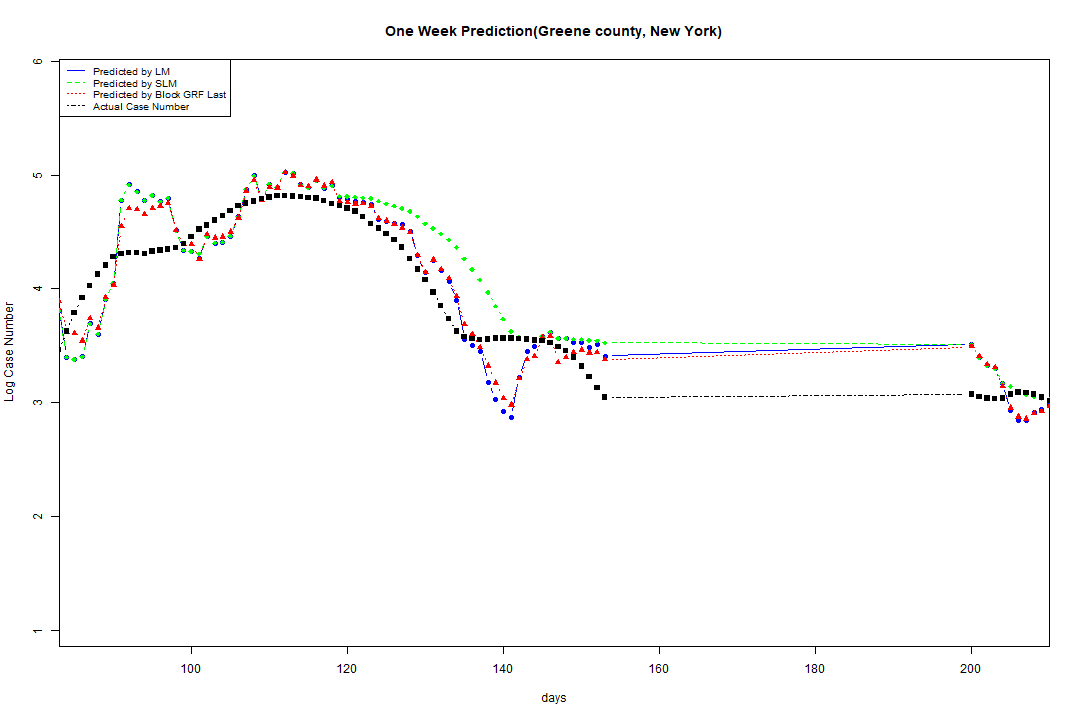 One Week Prediction(Greene county, New York)
Predicted by LM
Predicted by SLM
Predicted by Block GRF Last
Actual Case Number
6
5
4
3
2
1
Log Case Number
100 120 140 160 180 200
days